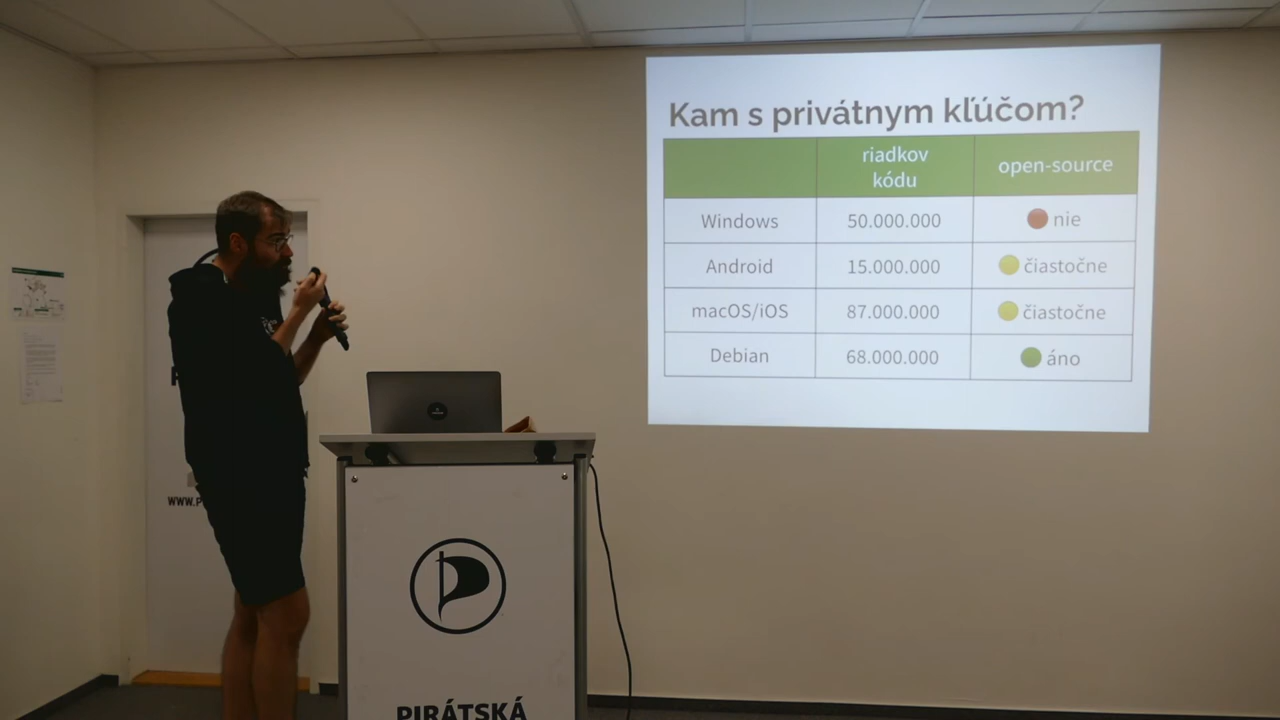 Kam s privátnym kľúčom?
riadkov
kódu
open-source
Windows
50.000.000
nie
Android
15.000.000
čiastočne
macOS/iOS
87.000.000
čiastočne
Debian
68.000.000
áno
WWW.P
PIRÁTSKÁ